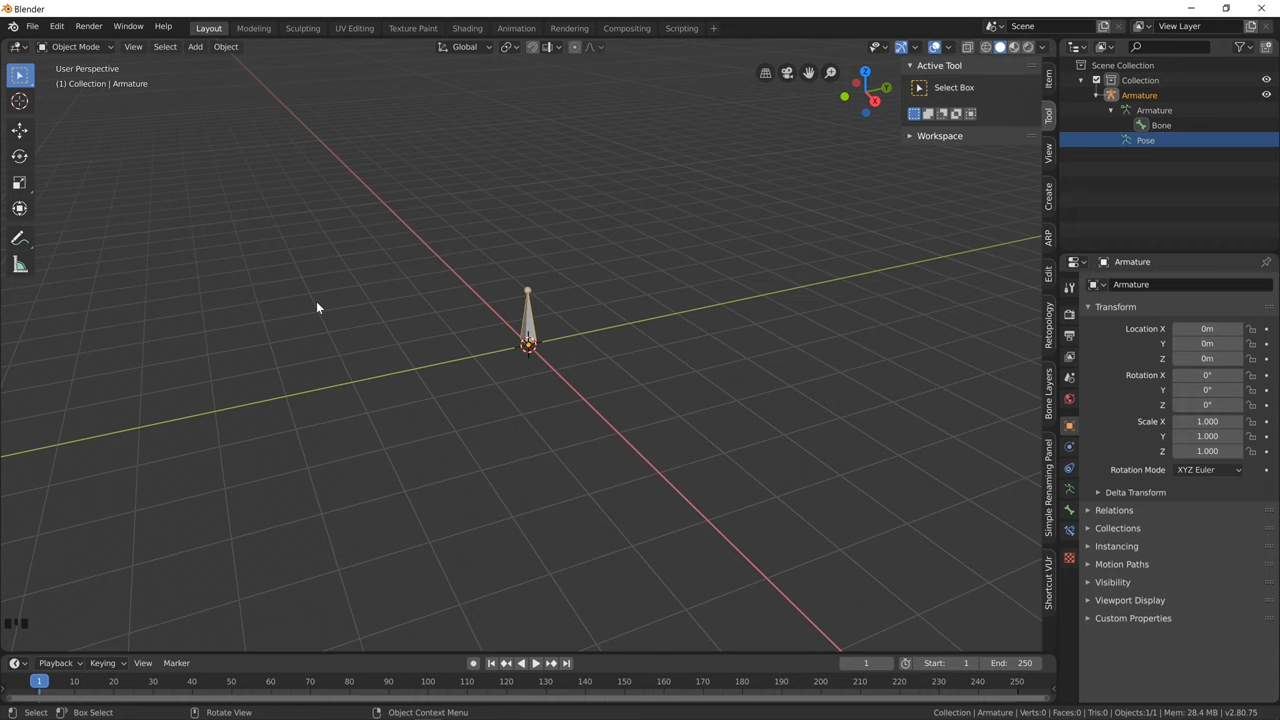 Blender
File Edit Render Window Help
Layout Modeling Sculpting UV Editing Texture Paint Shading Animation Rendering Compositing Scripting
Scene
View Layer
Object Mode View Select Add Object
Global
User Perspective
(1) Collection | Armature
Z
Y
X
Active Tool
Select Box
Workspace
Item
Tool
View
Create
ARP
Edit
Retopology
Bone Layers
Simple Renaming Panel
Shortcut VUr
Scene Collection
Collection
Armature
Armature
Bone
Pose
Armature
Armature
Transform
Location X 0m
Y 0m
Z 0m
Rotation X 0°
Y 0°
Z 0°
Scale X 1.000
Y 1.000
Z 1.000
Rotation Mode XYZ Euler
Delta Transform
Relations
Collections
Instancing
Motion Paths
Visibility
Viewport Display
Custom Properties
Playback Keying View Marker
1
Start: 1 End: 250
1 10 20 30 40 50 60 70 80 90 100 110 120 130 140 150 160 170 180 190 200 210 220 230 240 250
Select Box Select Rotate View Object Context Menu
Collection | Armature | Verts:0 | Faces:0 | Tris:0 | Objects:1/1 | Mem: 28.4 MB | v2.80.75